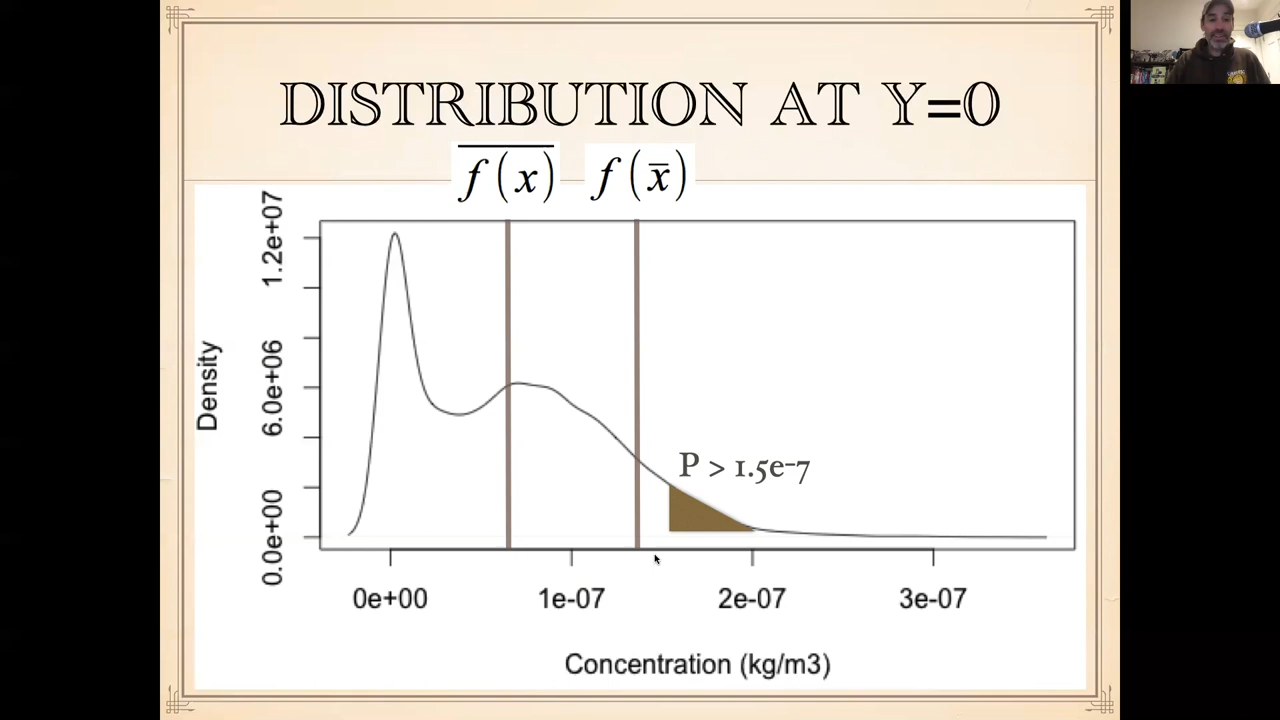 DISTRIBUTION AT Y=0
f(x)‾ f(x̄)
1.2e+07
6.0e+06
0.0e+00
Density
P > 1.5e-7
0e+00 1e-07 2e-07 3e-07
Concentration (kg/m3)